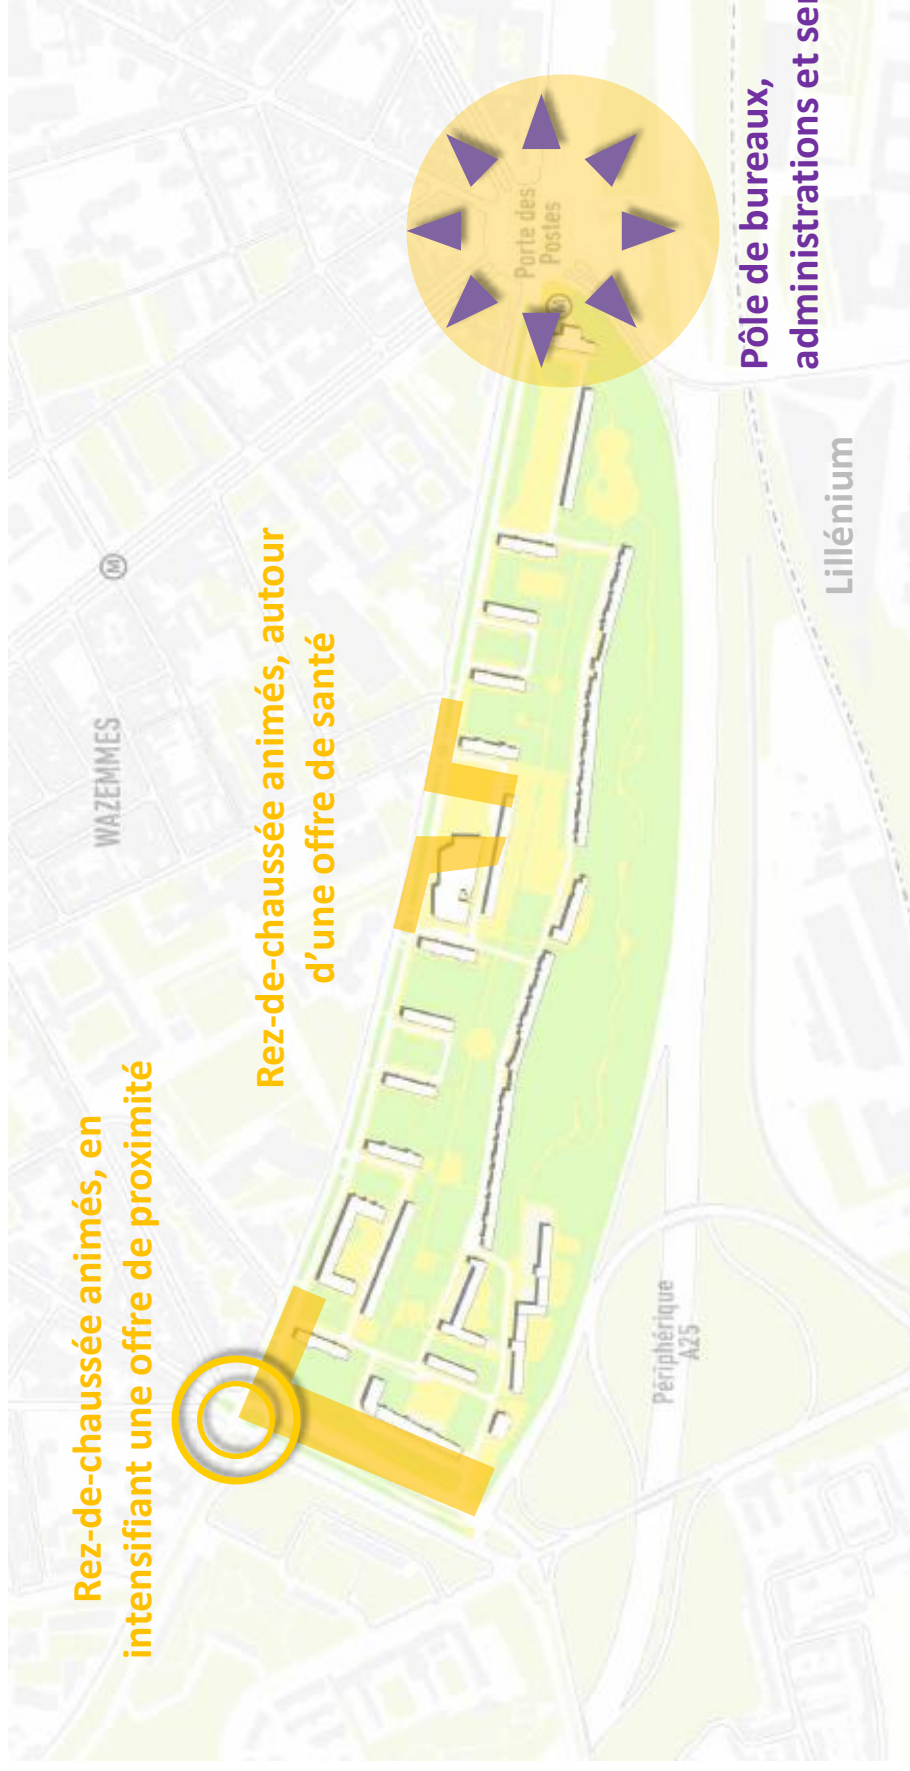 Rez-de-chaussée animés, en
intensifiant une offre de proximité
Rez-de-chaussée animés, autour
d’une offre de santé
WAZEMMES
M
Porte des
Postes
M
Pôle de bureaux,
administrations et ser
Lillénium
Périphérique
A25